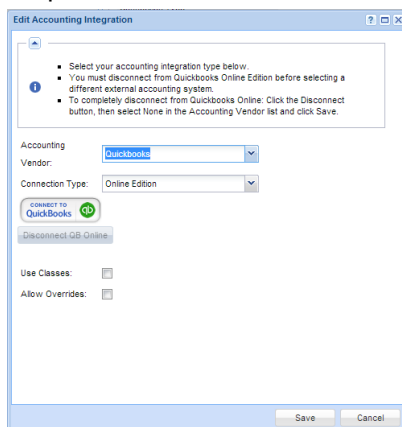 Edit Accounting Integration
?
Select your accounting integration type below.
You must disconnect from Quickbooks Online Edition before selecting a
different external accounting system.
To completely disconnect from Quickbooks Online: Click the Disconnect
button, then select None in the Accounting Vendor list and click Save.
Accounting
Vendor:
Quickbooks
Connection Type:
Online Edition
CONNECT TO
QuickBooks
qb
Disconnect QB Online
Use Classes:
Allow Overrides:
Save
Cancel